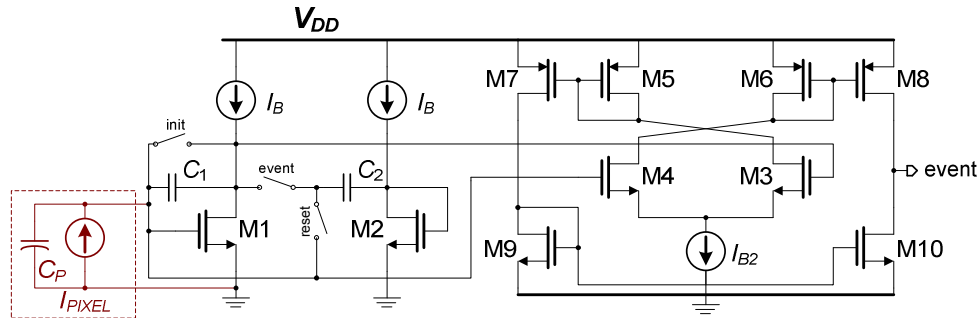 VDD
M7
M5
M6
M8
IB
IB
init
C1
event
C2
M4
M3
event
reset
M1
M2
M9
M10
CP
IPIXEL
IB2